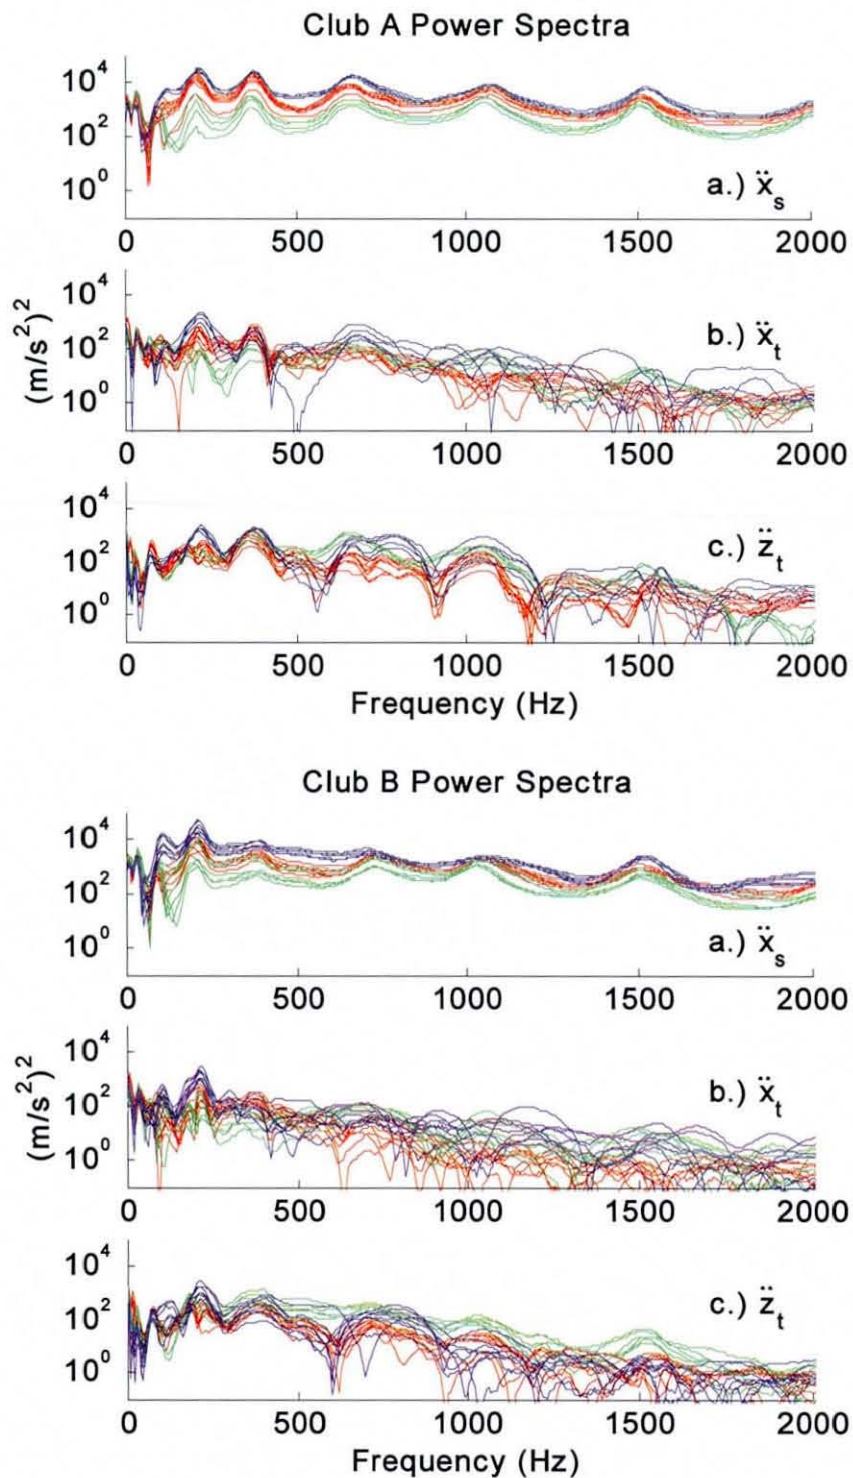 Club A Power Spectra
10^4
10^2
10^0
a.) ẍ_s
0 500 1000 1500 2000
10^4
10^2
10^0
b.) ẍ_t
0 500 1000 1500 2000
(m/s^2)^2
10^4
10^2
10^0
c.) z̈_t
0 500 1000 1500 2000
Frequency (Hz)
Club B Power Spectra
10^4
10^2
10^0
a.) ẍ_s
0 500 1000 1500 2000
10^4
10^2
10^0
b.) ẍ_t
0 500 1000 1500 2000
(m/s^2)^2
10^4
10^2
10^0
c.) z̈_t
0 500 1000 1500 2000
Frequency (Hz)